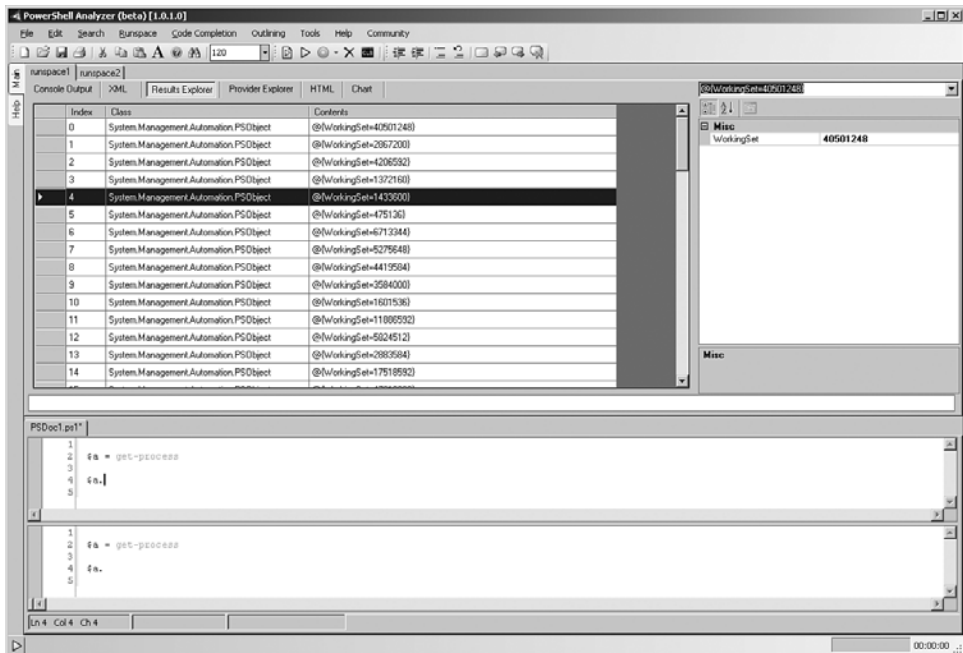 PowerShell Analyzer (beta) [1.0.1.0]
File Edit Search Runspace Code Completion Outlining Tools Help Community
120
Main
Help
runspace1 runspace2
Console Output XML Results Explorer Provider Explorer HTML Chart
Index Class Contents
0 System.Management.Automation.PSObject @{WorkingSet=40501248}
1 System.Management.Automation.PSObject @{WorkingSet=2867200}
2 System.Management.Automation.PSObject @{WorkingSet=4206592}
3 System.Management.Automation.PSObject @{WorkingSet=1372160}
4 System.Management.Automation.PSObject @{WorkingSet=1433600}
5 System.Management.Automation.PSObject @{WorkingSet=475136}
6 System.Management.Automation.PSObject @{WorkingSet=6713344}
7 System.Management.Automation.PSObject @{WorkingSet=5275648}
8 System.Management.Automation.PSObject @{WorkingSet=4419584}
9 System.Management.Automation.PSObject @{WorkingSet=3584000}
10 System.Management.Automation.PSObject @{WorkingSet=1601536}
11 System.Management.Automation.PSObject @{WorkingSet=11886592}
12 System.Management.Automation.PSObject @{WorkingSet=5824512}
13 System.Management.Automation.PSObject @{WorkingSet=2883584}
14 System.Management.Automation.PSObject @{WorkingSet=17518592}
@{WorkingSet=40501248}
Misc
WorkingSet 40501248
Misc
PSDoc1.ps1*
1
2 $a = get-process
3
4 $a.
5
1
2 $a = get-process
3
4 $a.
5
Ln 4 Col 4 Ch 4
00:00:00